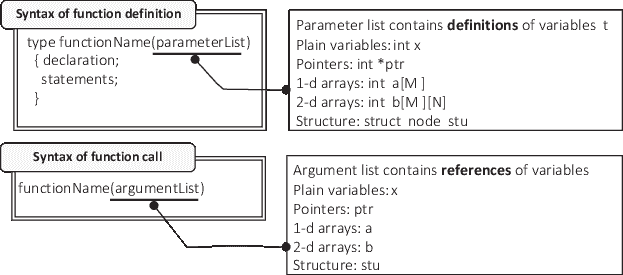 Syntax of function definition
type functionName(parameterList)
{ declaration;
statements;
}
Parameter list contains definitions of variables t
Plain variables: int x
Pointers: int *ptr
1-d arrays: int a[M ]
2-d arrays: int b[M ][N]
Structure: struct node stu
Syntax of function call
functionName(argumentList)
Argument list contains references of variables
Plain variables: x
Pointers: ptr
1-d arrays: a
2-d arrays: b
Structure: stu